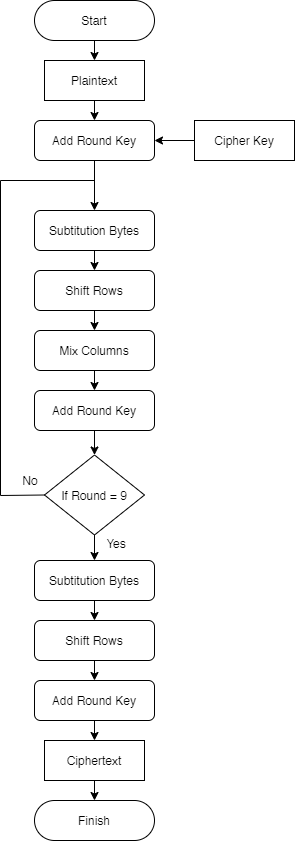 Start
Plaintext
Add Round Key
Cipher Key
Subtitution Bytes
Shift Rows
Mix Columns
Add Round Key
No
If Round = 9
Yes
Subtitution Bytes
Shift Rows
Add Round Key
Ciphertext
Finish